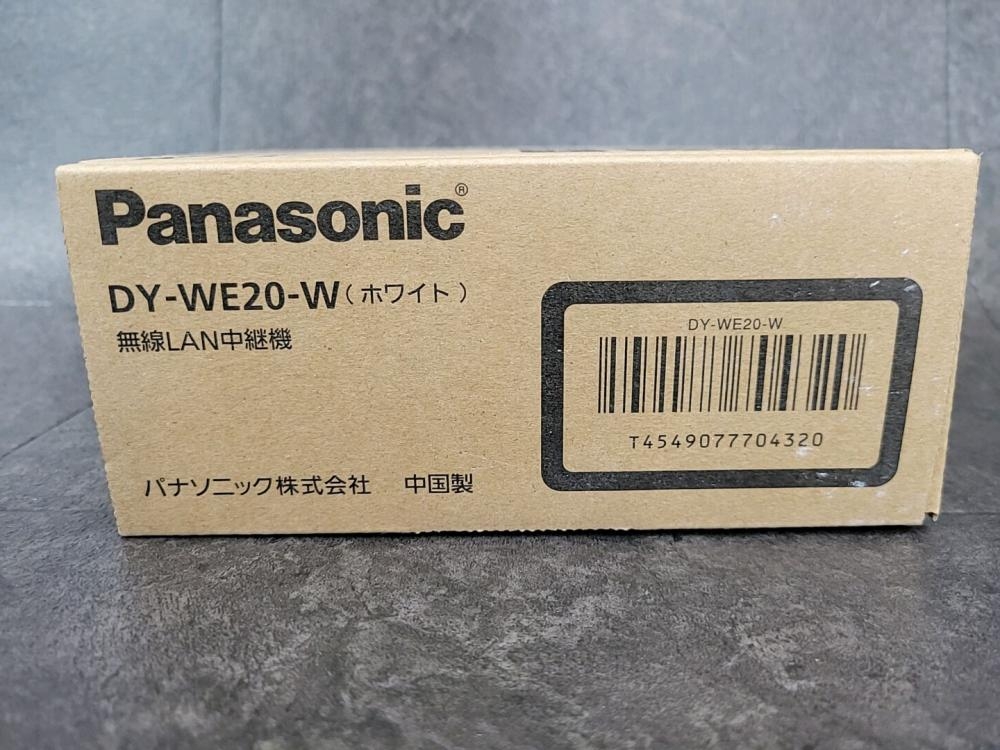 Panasonic®
DY-WE20-W（ホワイト）
無線LAN中継機
DY-WE20-W
T4549077704320
パナソニック株式会社 中国製